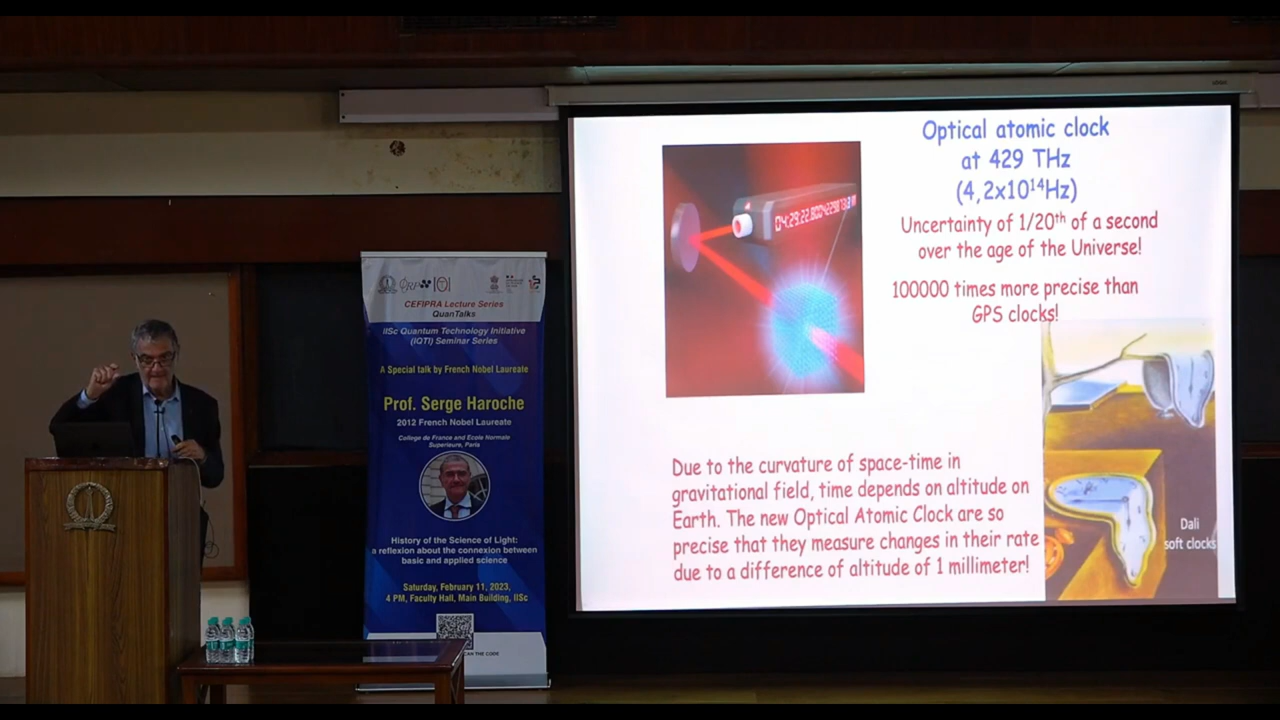 CEFIPRA Lecture Series
QuanTalks
IISc Quantum Technology Initiative
(IQTI) Seminar Series
A Special talk by French Nobel Laureate
Prof. Serge Haroche
2012 French Nobel Laureate
College de France and Ecole Normale
Superieure, Paris
History of the Science of Light:
a reflexion about the connexion between
basic and applied science
Saturday, February 11, 2023,
4 PM, Faculty Hall, Main Building, IISc
CAN THE CODE
Optical atomic clock
at 429 THz
(4,2x10¹⁴Hz)
Uncertainty of 1/20ᵗʰ of a second
over the age of the Universe!
100000 times more precise than
GPS clocks!
Due to the curvature of space-time in
gravitational field, time depends on altitude on
Earth. The new Optical Atomic Clock are so
precise that they measure changes in their rate
due to a difference of altitude of 1 millimeter!
Dali
soft clocks